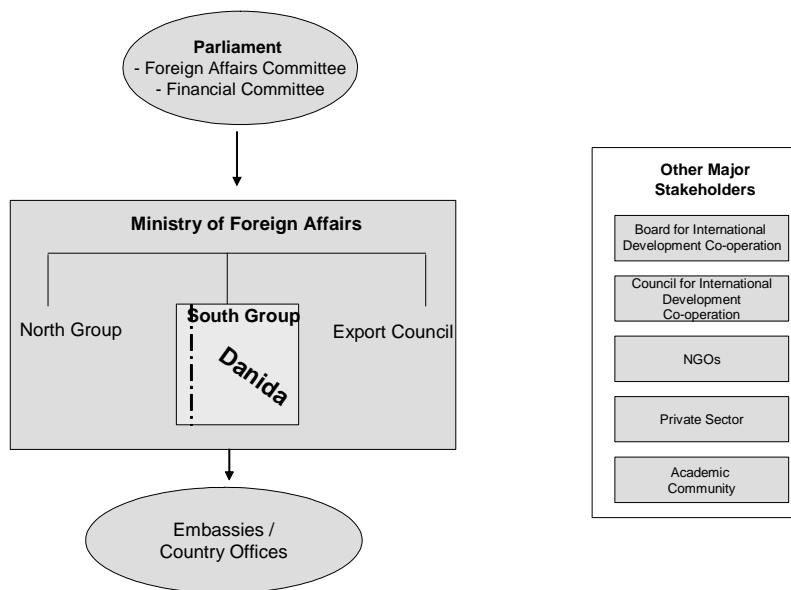 Parliament
- Foreign Affairs Committee
- Financial Committee
Ministry of Foreign Affairs
North Group
South Group
Danida
Export Council
Embassies /
Country Offices
Other Major
Stakeholders
Board for International
Development Co-operation
Council for International
Development
Co-operation
NGOs
Private Sector
Academic
Community